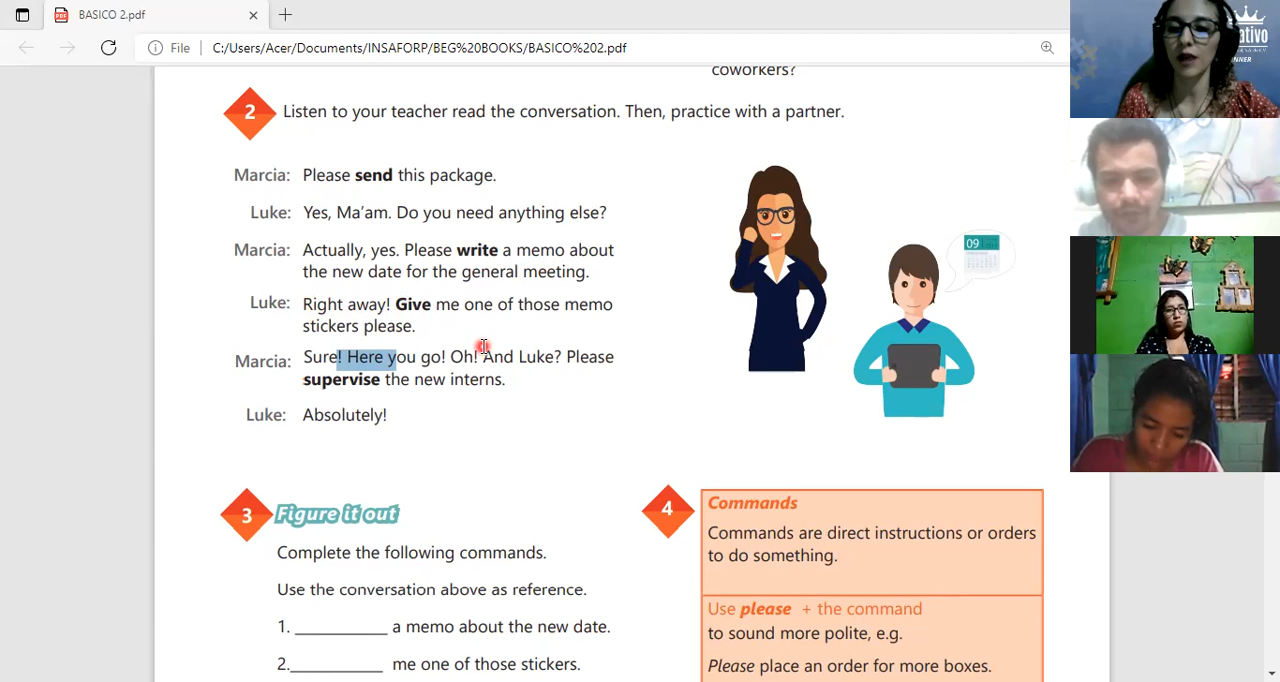 BASICO 2.pdf
File
C:/Users/Acer/Documents/INSAFORP/BEG%20BOOKS/BASICO%202.pdf
coworkers?
2 Listen to your teacher read the conversation. Then, practice with a partner.
Marcia: Please send this package.
Luke: Yes, Ma'am. Do you need anything else?
Marcia: Actually, yes. Please write a memo about
the new date for the general meeting.
Luke: Right away! Give me one of those memo
stickers please.
Marcia: Sure! Here you go! Oh! And Luke? Please
supervise the new interns.
Luke: Absolutely!
09
3 Figure it out
Complete the following commands.
Use the conversation above as reference.
1. ___________ a memo about the new date.
2.___________ me one of those stickers.
4
Commands
Commands are direct instructions or orders
to do something.
Use please + the command
to sound more polite, e.g.
Please place an order for more boxes.